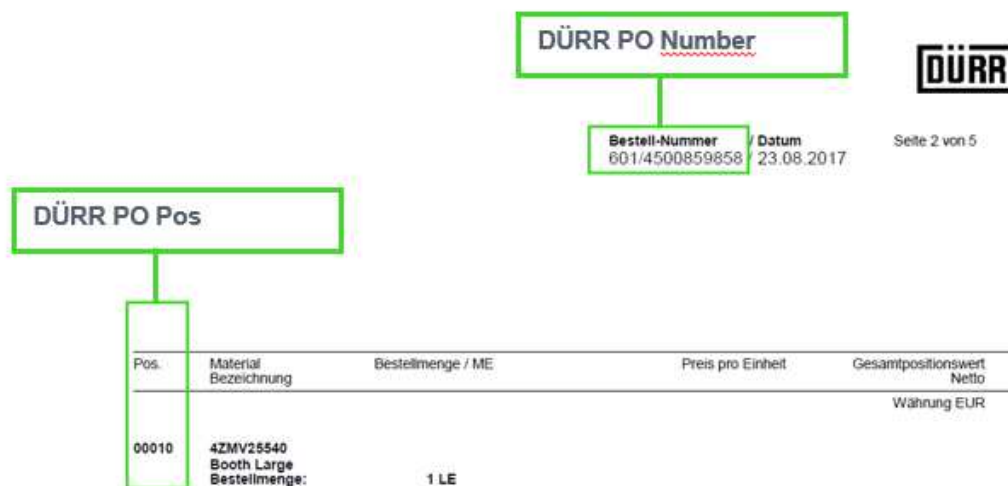 DÜRR PO Number
DÜRR
Bestell-Nummer / Datum
601/4500859858 / 23.08.2017
Seite 2 von 5
DÜRR PO Pos
Pos. Material Bestellmenge / ME Preis pro Einheit Gesamtpositionswert
Bezeichnung Netto
Währung EUR
00010 4ZMV25540
Booth Large
Bestellmenge: 1 LE